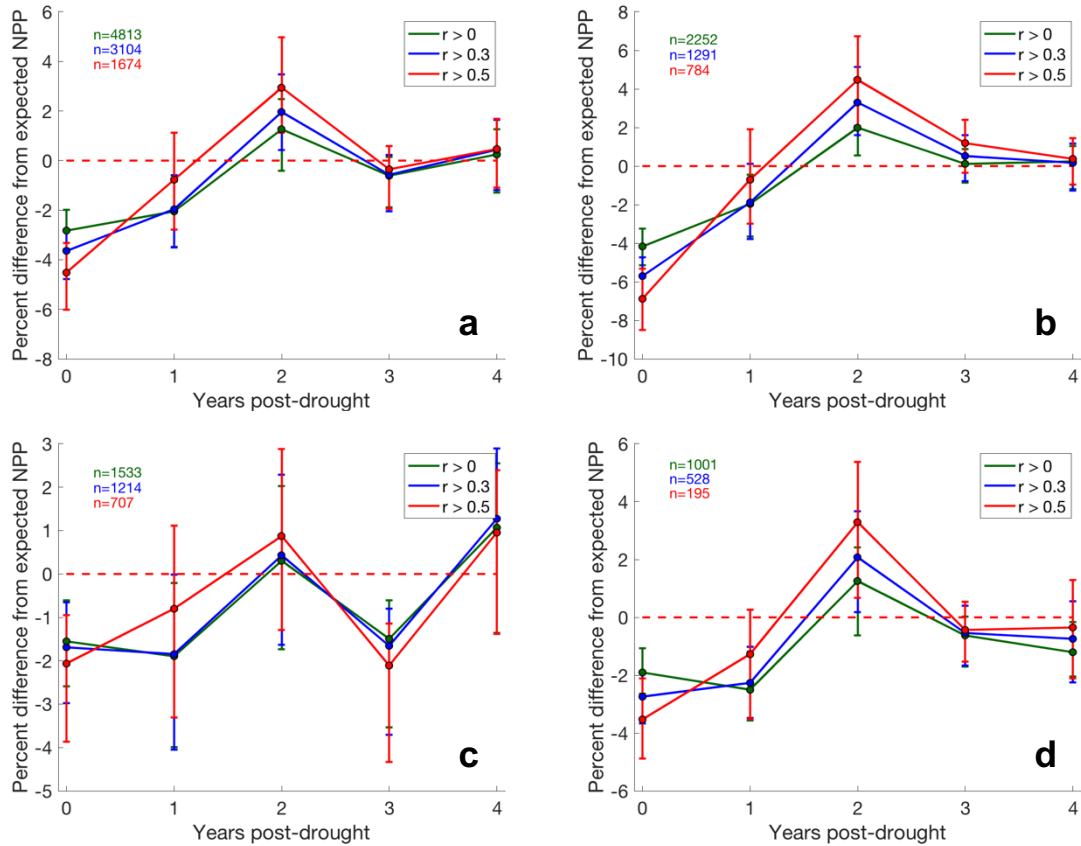 Percent difference from expected NPP
6
4
2
0
-2
-4
-6
-8
n=4813
n=3104
n=1674
r > 0
r > 0.3
r > 0.5
a
0 1 2 3 4
Years post-drought
Percent difference from expected NPP
8
6
4
2
0
-2
-4
-6
-8
-10
n=2252
n=1291
n=784
r > 0
r > 0.3
r > 0.5
b
0 1 2 3 4
Years post-drought
Percent difference from expected NPP
3
2
1
0
-1
-2
-3
-4
-5
n=1533
n=1214
n=707
r > 0
r > 0.3
r > 0.5
c
0 1 2 3 4
Years post-drought
Percent difference from expected NPP
6
4
2
0
-2
-4
-6
n=1001
n=528
n=195
r > 0
r > 0.3
r > 0.5
d
0 1 2 3 4
Years post-drought